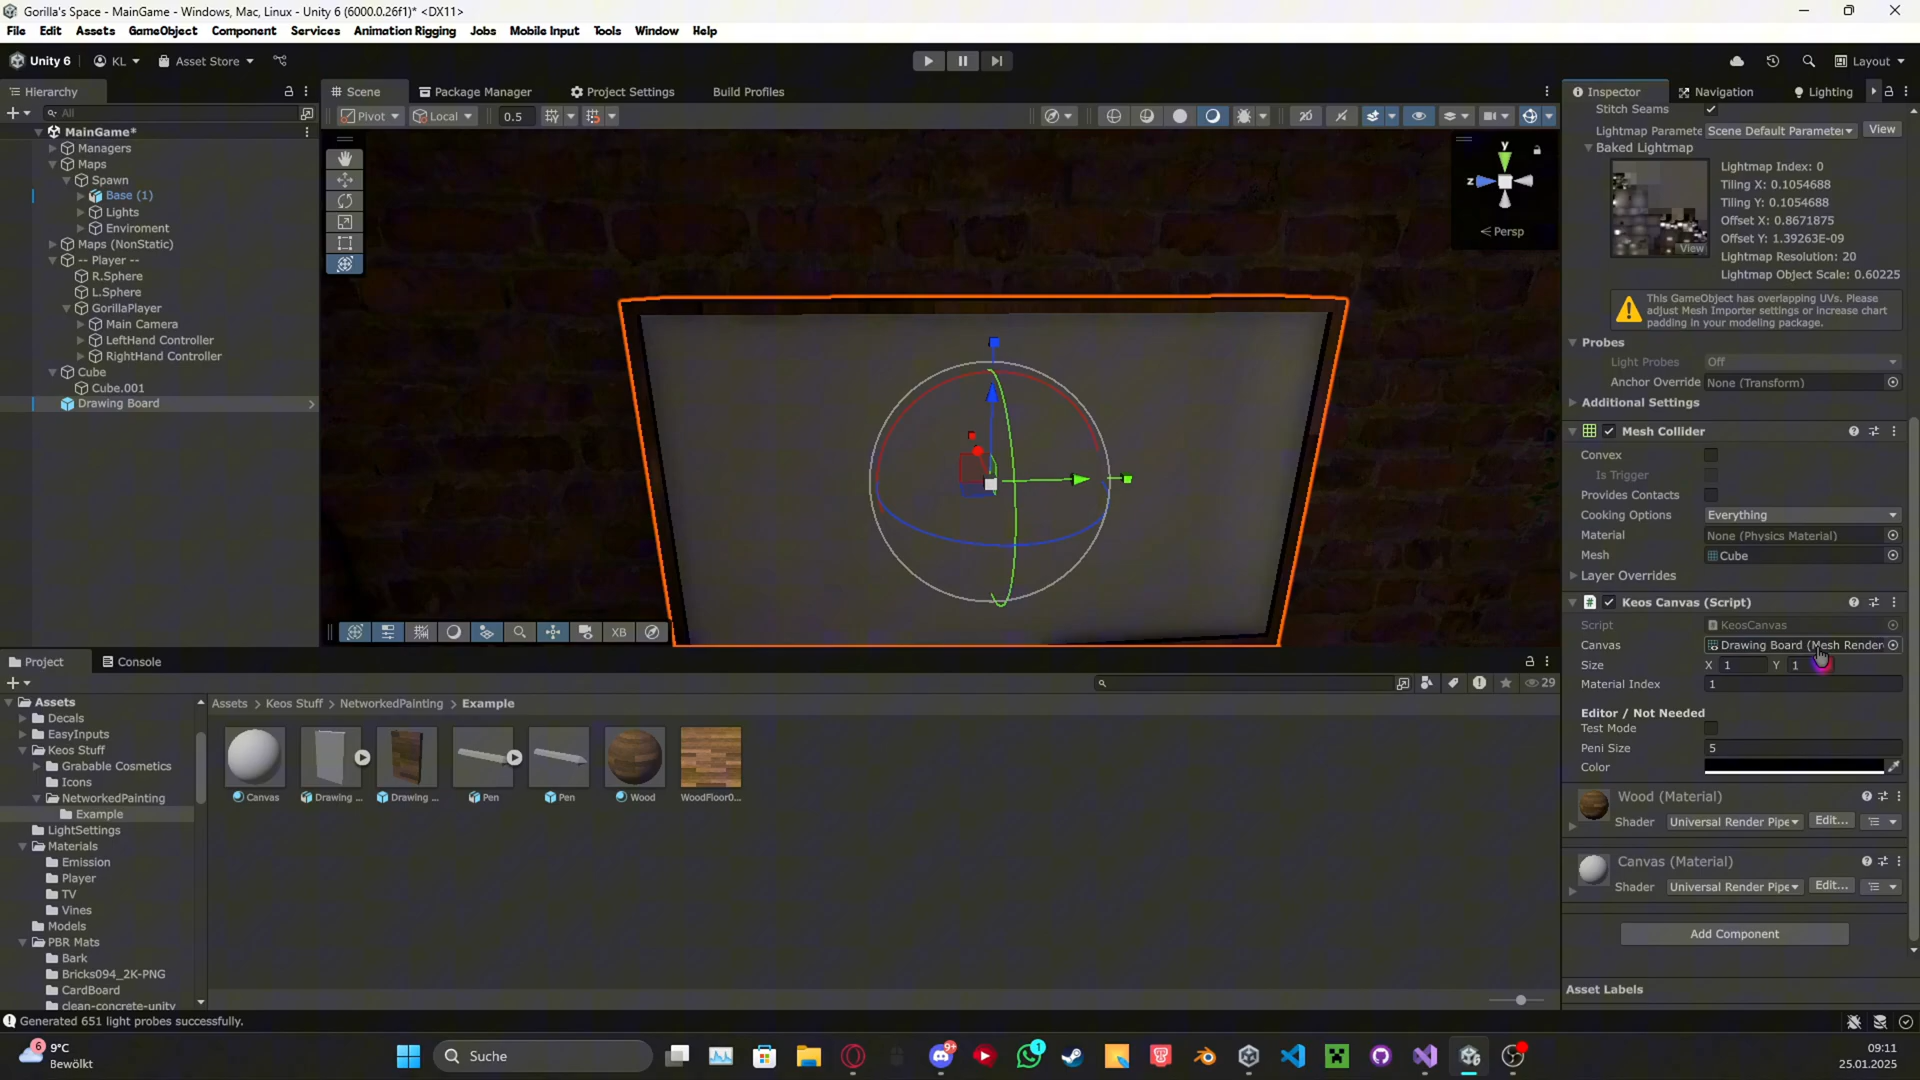 Gorilla's Space - MainGame - Windows, Mac, Linux - Unity 6 (6000.0.26f1)* <DX11>
File Edit Assets GameObject Component Services Animation Rigging Jobs Mobile Input Tools Window Help
Unity 6 KL Asset Store Layout
Hierarchy
All
MainGame*
Managers
Maps
Spawn
Base (1)
Lights
Enviroment
Maps (NonStatic)
-- Player --
R.Sphere
L.Sphere
GorillaPlayer
Main Camera
LeftHand Controller
RightHand Controller
Cube
Cube.001
Drawing Board
Scene Package Manager Project Settings Build Profiles
Pivot Local 0.5
y
z
Persp
XB
Inspector Navigation Lighting
Stitch Seams
Lightmap Paramete Scene Default Parameter View
Baked Lightmap
View
Lightmap Index: 0
Tiling X: 0.1054688
Tiling Y: 0.1054688
Offset X: 0.8671875
Offset Y: 1.39263E-09
Lightmap Resolution: 20
Lightmap Object Scale: 0.60225
This GameObject has overlapping UVs. Please
adjust Mesh Importer settings or increase chart
padding in your modeling package.
Probes
Light Probes Off
Anchor Override None (Transform)
Additional Settings
Mesh Collider
Convex
Is Trigger
Provides Contacts
Cooking Options Everything
Material None (Physics Material)
Mesh Cube
Layer Overrides
Keos Canvas (Script)
Script KeosCanvas
Canvas Drawing Board (Mesh Render
Size X 1 Y 1
Material Index 1
Editor / Not Needed
Test Mode
Peni Size 5
Color
Wood (Material)
Shader Universal Render Pipe Edit...
Canvas (Material)
Shader Universal Render Pipe Edit...
Add Component
Asset Labels
Project Console
29
Assets
Decals
EasyInputs
Keos Stuff
Grabable Cosmetics
Icons
NetworkedPainting
Example
LightSettings
Materials
Emission
Player
TV
Vines
Models
PBR Mats
Bark
Bricks094_2K-PNG
CardBoard
clean-concrete-unity
Assets > Keos Stuff > NetworkedPainting > Example
Canvas Drawing ... Drawing ... Pen Pen Wood WoodFloor0...
Generated 651 light probes successfully.
6
9°C
Bewölkt
Suche
9+
1
09:11
25.01.2025